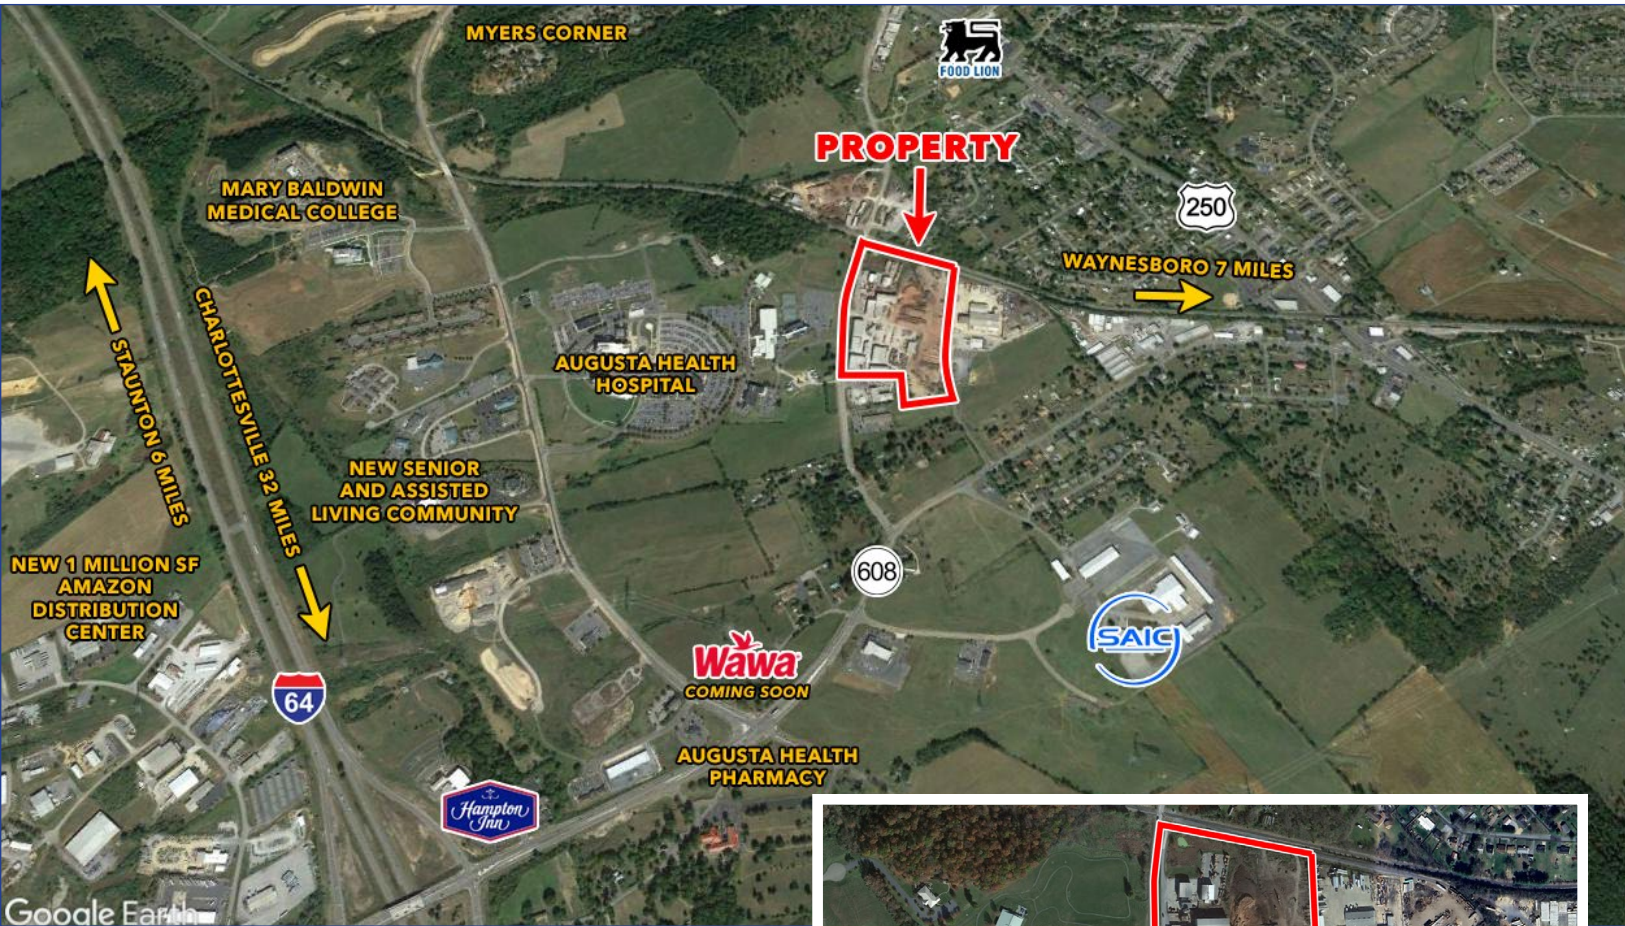 MYERS CORNER
FOOD LION
PROPERTY
MARY BALDWIN
MEDICAL COLLEGE
250
WAYNESBORO 7 MILES
STAUNTON 6 MILES
CHARLOTTESVILLE 32 MILES
AUGUSTA HEALTH
HOSPITAL
NEW SENIOR
AND ASSISTED
LIVING COMMUNITY
NEW 1 MILLION SF
AMAZON
DISTRIBUTION
CENTER
608
SAIC
Wawa
COMING SOON
64
AUGUSTA HEALTH
PHARMACY
Hampton
Inn
Google Earth